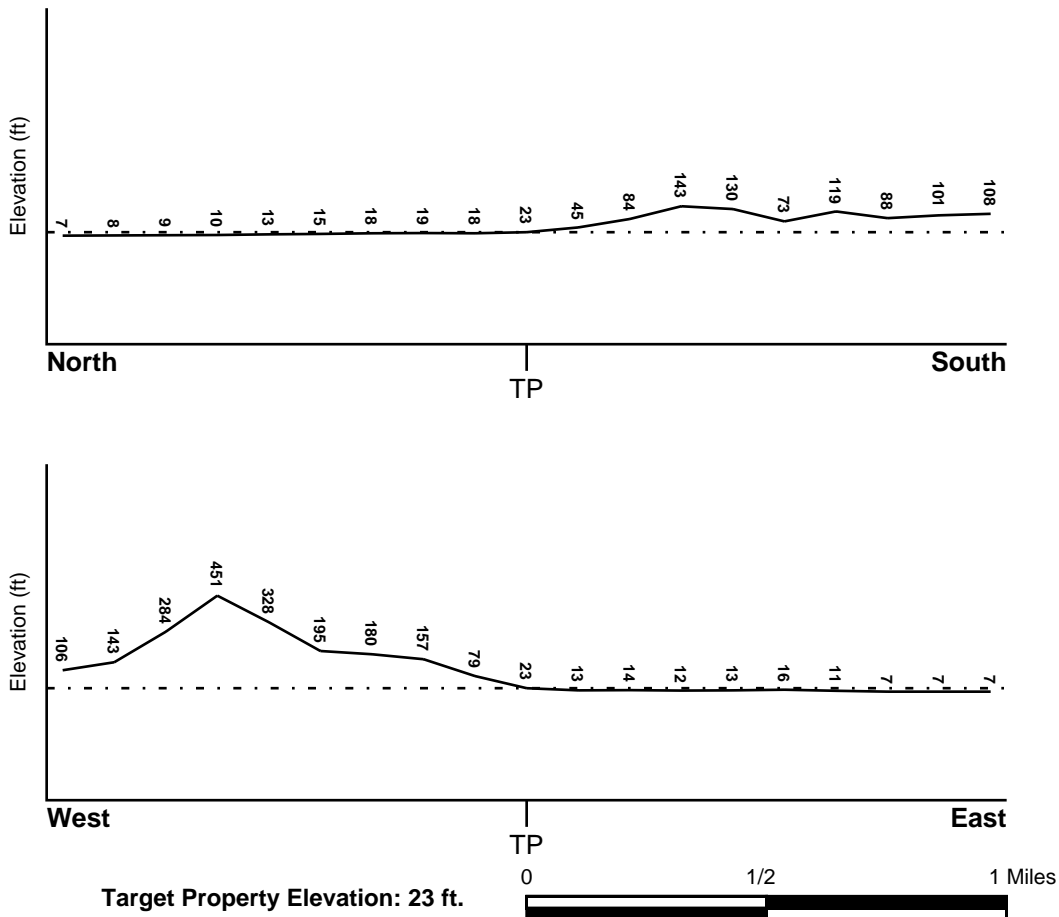 Elevation (ft)
7 8 9 10 13 15 18 19 18 23 45 84 143 130 73 119 88 101 108
North South
TP
Elevation (ft)
106 143 284 451 328 195 180 157 79 23 13 14 12 13 16 11 7 7 7
West East
TP
Target Property Elevation: 23 ft.
0 1/2 1 Miles